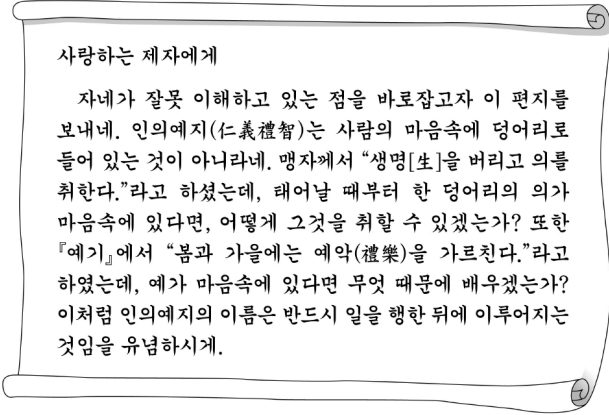 사랑하는 제자에게
자네가 잘못 이해하고 있는 점을 바로잡고자 이 편지를
보내네. 인의예지(仁義禮智)는 사람의 마음속에 덩어리로
들어 있는 것이 아니라네. 맹자께서 “생명[生]을 버리고 의를
취한다.”라고 하셨는데, 태어날 때부터 한 덩어리의 의가
마음속에 있다면, 어떻게 그것을 취할 수 있겠는가? 또한
『예기』에서 “봄과 가을에는 예악(禮樂)을 가르친다.”라고
하였는데, 예가 마음속에 있다면 무엇 때문에 배우겠는가?
이처럼 인의예지의 이름은 반드시 일을 행한 뒤에 이루어지는
것임을 유념하시게.